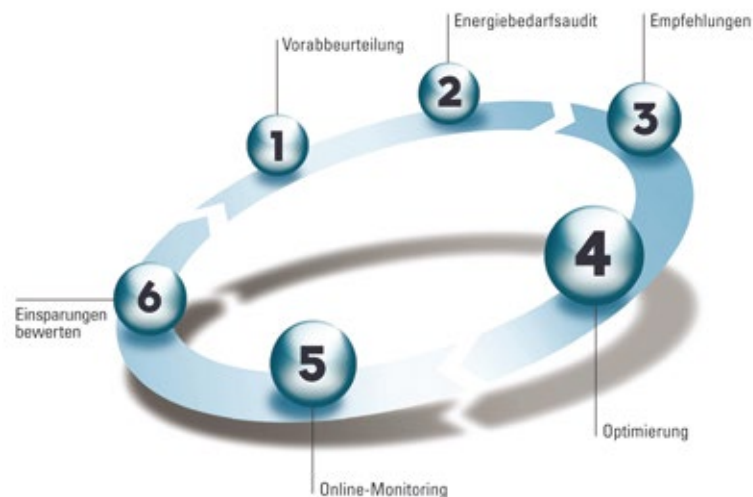 Energiebedarfsaudit
Empfehlungen
Vorabbeurteilung
2
3
1
4
6
Einsparungen
bewerten
5
Optimierung
Online-Monitoring